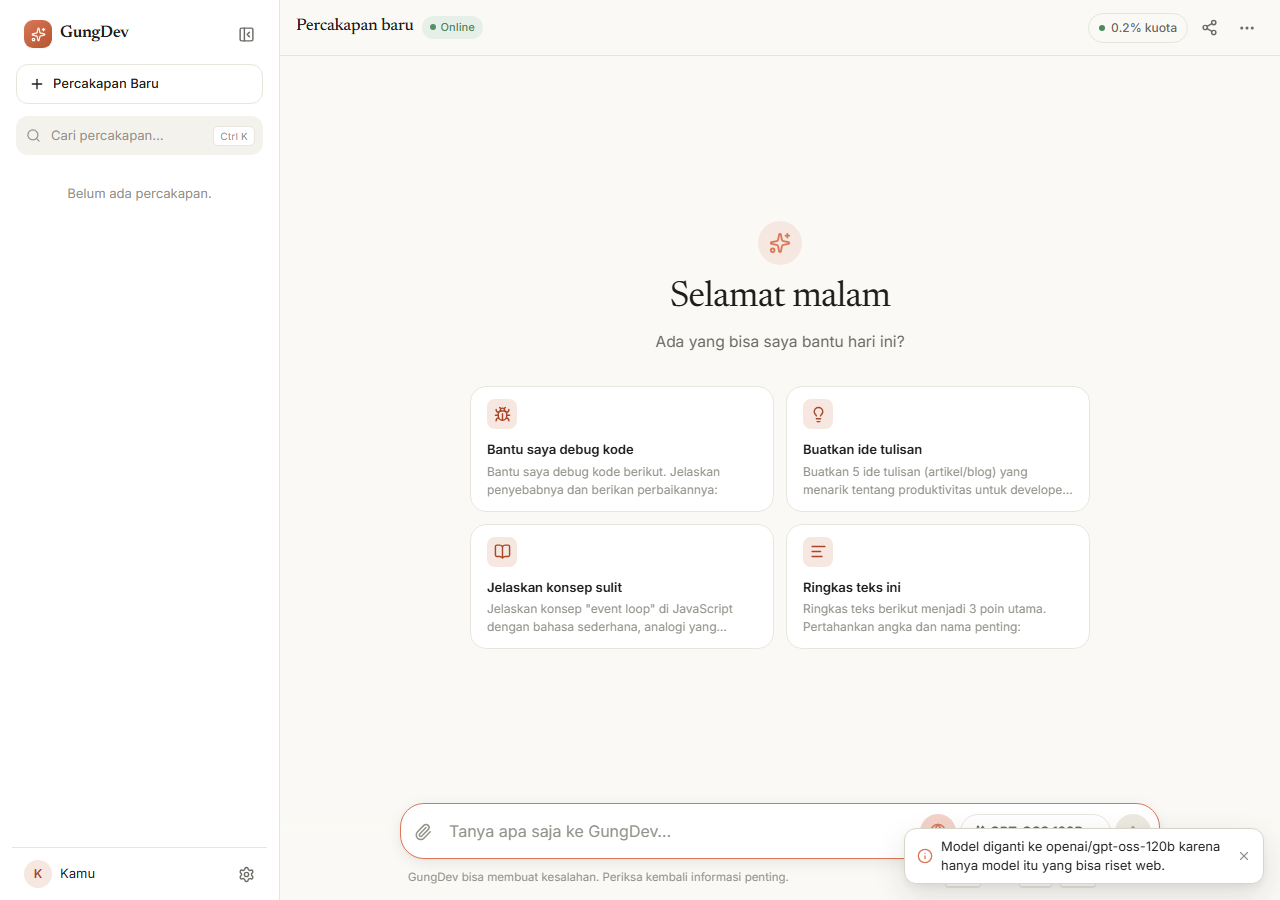 GungDev
Percakapan Baru
Cari percakapan...
Ctrl K
Belum ada percakapan.
K
Kamu
Percakapan baru
Online
0.2% kuota
Selamat malam
Ada yang bisa saya bantu hari ini?
Bantu saya debug kode
Bantu saya debug kode berikut. Jelaskan
penyebabnya dan berikan perbaikannya:
Buatkan ide tulisan
Buatkan 5 ide tulisan (artikel/blog) yang
menarik tentang produktivitas untuk develope...
Jelaskan konsep sulit
Jelaskan konsep "event loop" di JavaScript
dengan bahasa sederhana, analogi yang...
Ringkas teks ini
Ringkas teks berikut menjadi 3 poin utama.
Pertahankan angka dan nama penting:
Tanya apa saja ke GungDev...
GungDev bisa membuat kesalahan. Periksa kembali informasi penting.
Model diganti ke openai/gpt-oss-120b karena
hanya model itu yang bisa riset web.